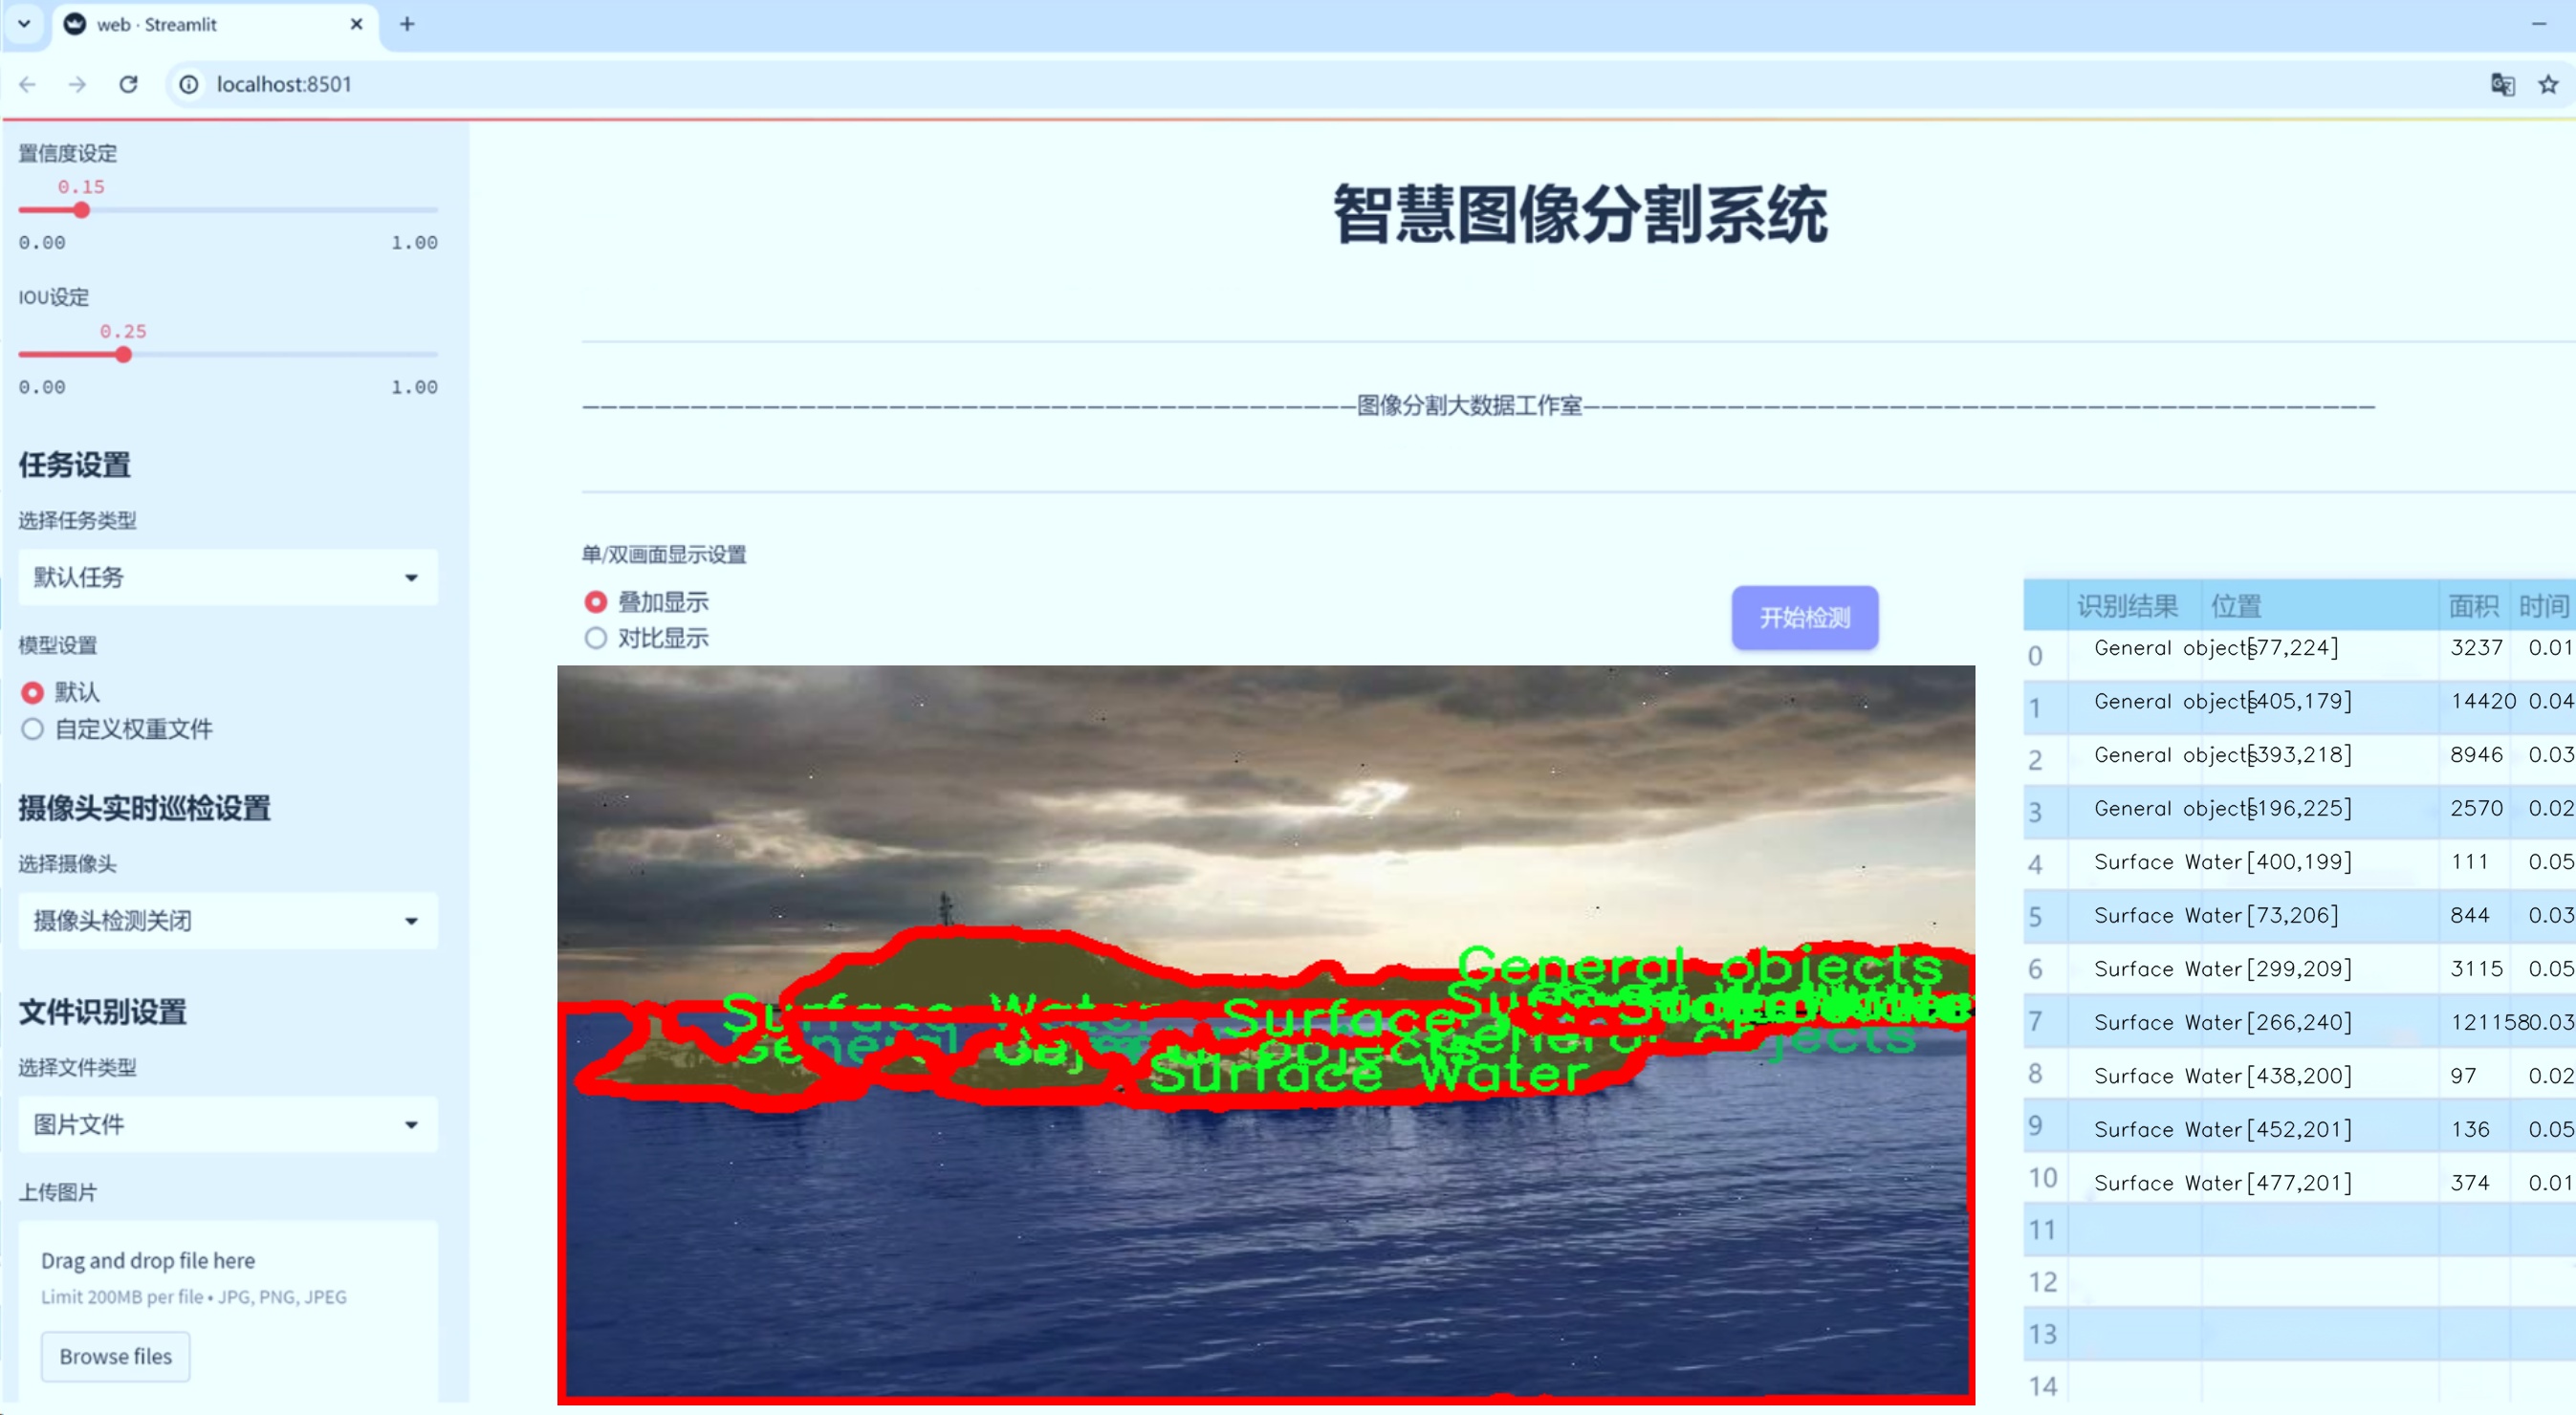 web · Streamlit
localhost:8501
置信度设定
0.15
0.00 1.00
IOU设定
0.25
0.00 1.00
任务设置
选择任务类型
默认任务
模型设置
默认
自定义权重文件
摄像头实时巡检设置
选择摄像头
摄像头检测关闭
文件识别设置
选择文件类型
图片文件
上传图片
Drag and drop file here
Limit 200MB per file • JPG, PNG, JPEG
Browse files
智慧图像分割系统
图像分割大数据工作室
单/双画面显示设置
叠加显示
对比显示
开始检测
General objects
Surface Water
Surface
General objects
Surface Water
识别结果 位置 面积 时间
0 General objects [77,224] 3237 0.01
1 General objects [405,179] 14420 0.04
2 General objects [393,218] 8946 0.03
3 General objects [196,225] 2570 0.02
4 Surface Water [400,199] 111 0.05
5 Surface Water [73,206] 844 0.03
6 Surface Water [299,209] 3115 0.05
7 Surface Water [266,240] 121158 0.03
8 Surface Water [438,200] 97 0.02
9 Surface Water [452,201] 136 0.05
10 Surface Water [477,201] 374 0.01
11
12
13
14